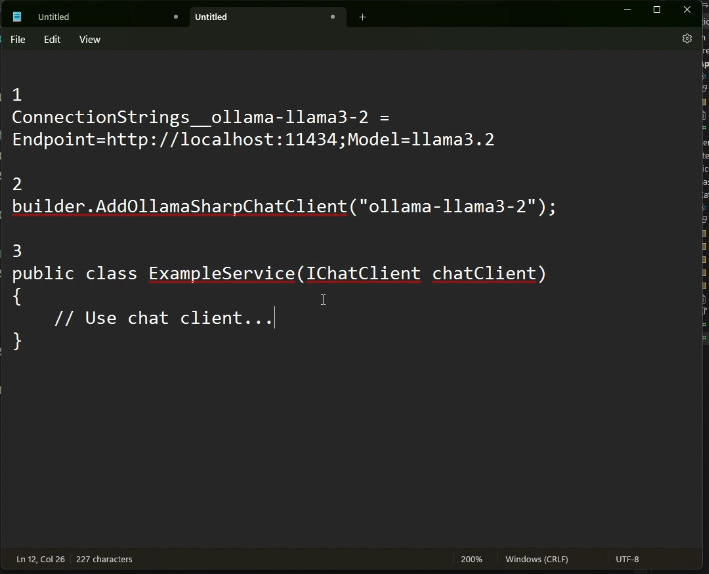 Untitled
Untitled
File Edit View
1
ConnectionStrings__ollama-llama3-2 =
Endpoint=http://localhost:11434;Model=llama3.2
2
builder.AddOllamaSharpChatClient("ollama-llama3-2");
3
public class ExampleService(IChatClient chatClient)
{
// Use chat client...
}
Ln 12, Col 26 227 characters 200% Windows (CRLF) UTF-8